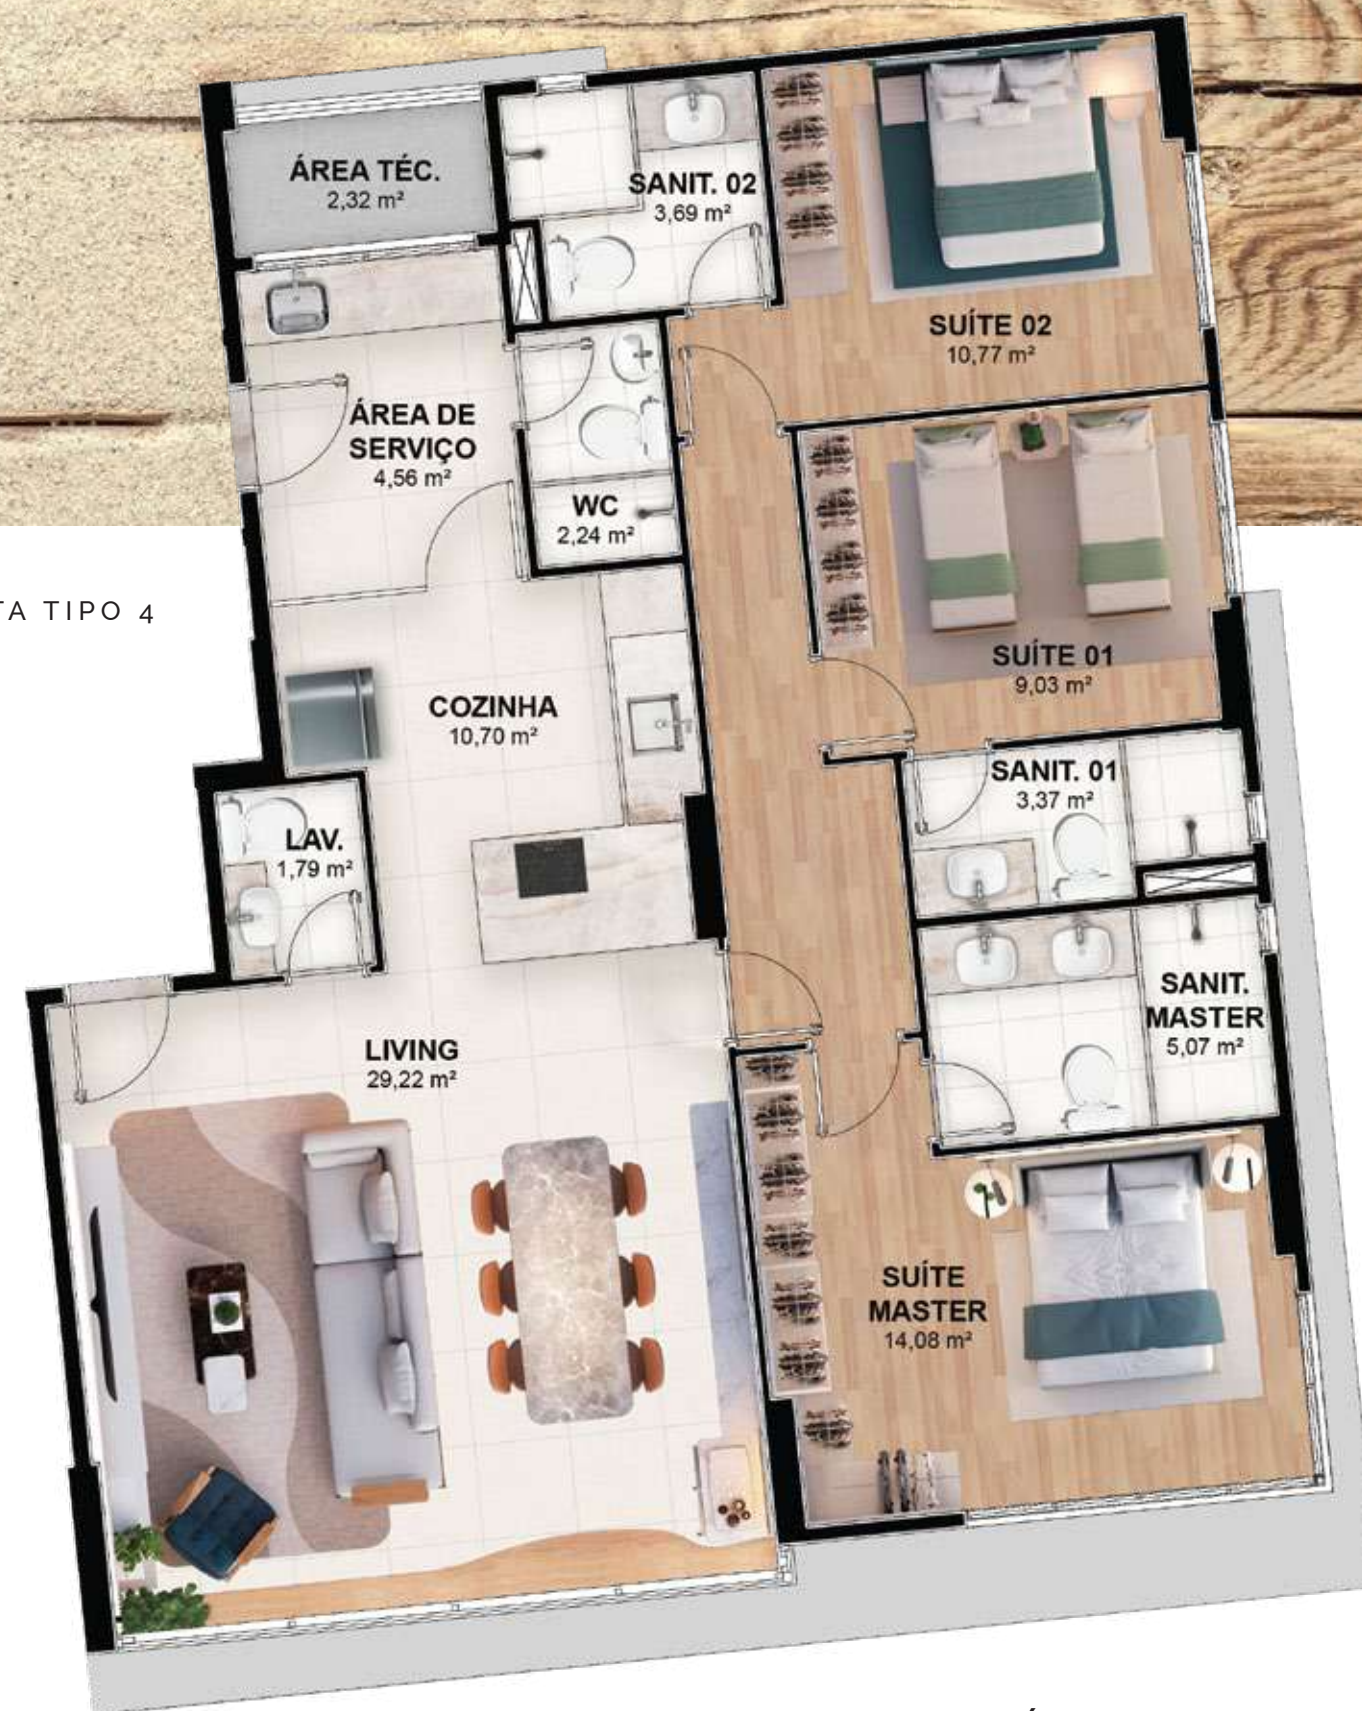 ÁREA TÉC.
2,32 m²
SANIT. 02
3,69 m²
SUÍTE 02
10,77 m²
ÁREA DE
SERVIÇO
4,56 m²
WC
2,24 m²
TA TIPO 4
SUÍTE 01
9,03 m²
COZINHA
10,70 m²
SANIT. 01
3,37 m²
LAV.
1,79 m²
SANIT.
MASTER
5,07 m²
LIVING
29,22 m²
SUÍTE
MASTER
14,08 m²